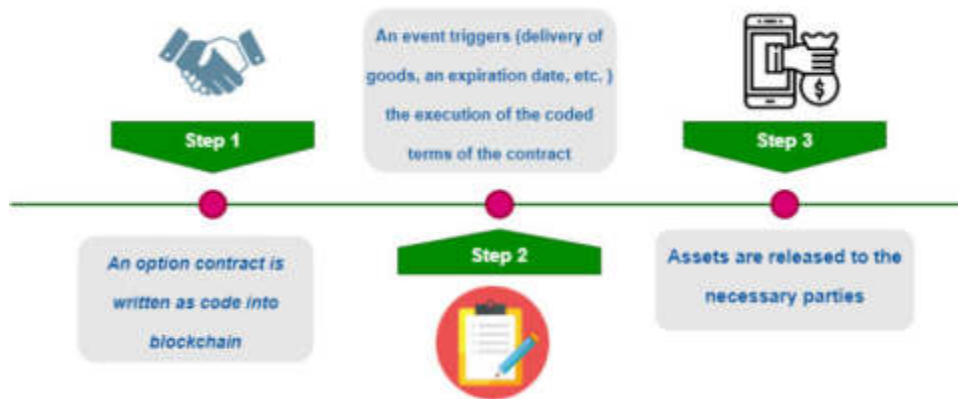 Step 1
An option contract is
written as code into
blockchain
An event triggers (delivery of
goods, an expiration date, etc. )
the execution of the coded
terms of the contract
Step 2
$
Step 3
Assets are released to the
necessary parties